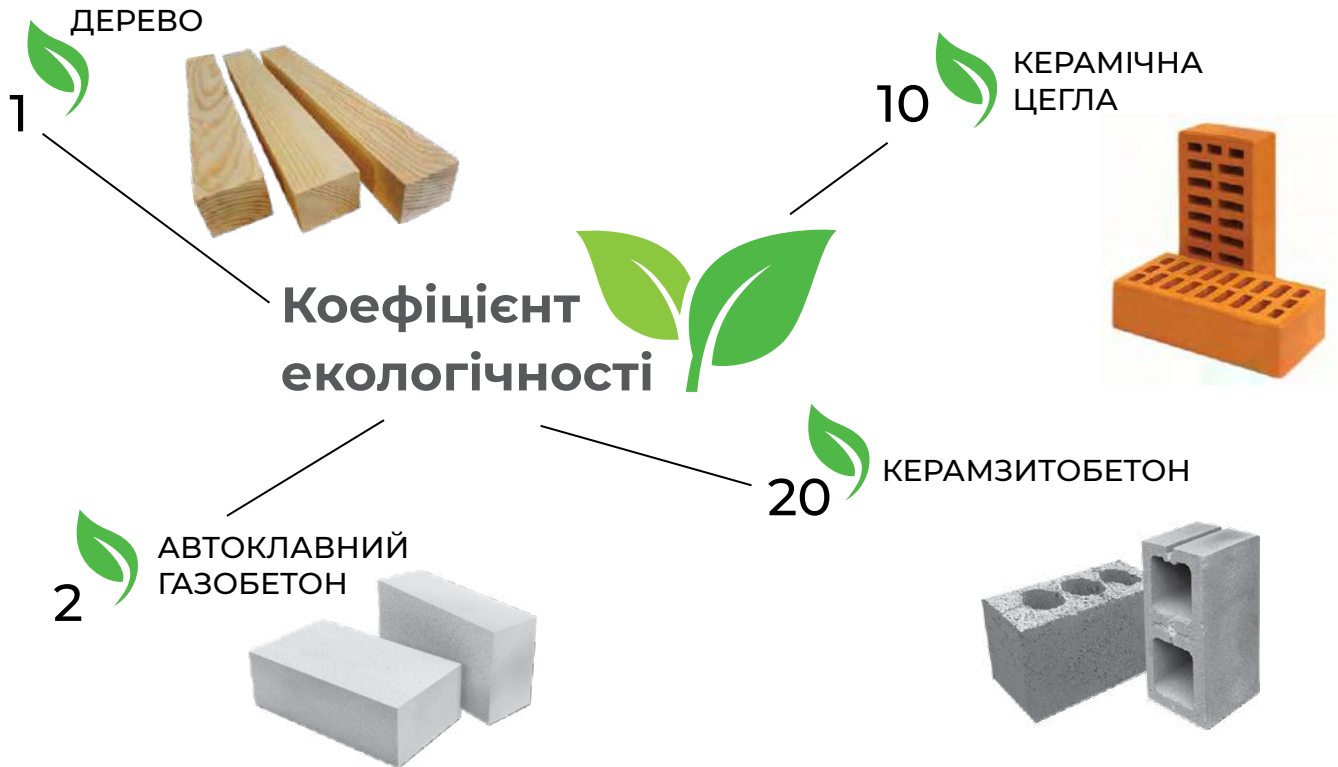 ДЕРЕВО
1
10
КЕРАМІЧНА
ЦЕГЛА
Коефіцієнт
екологічності
20
КЕРАМЗИТОБЕТОН
2
АВТОКЛАВНИЙ
ГАЗОБЕТОН